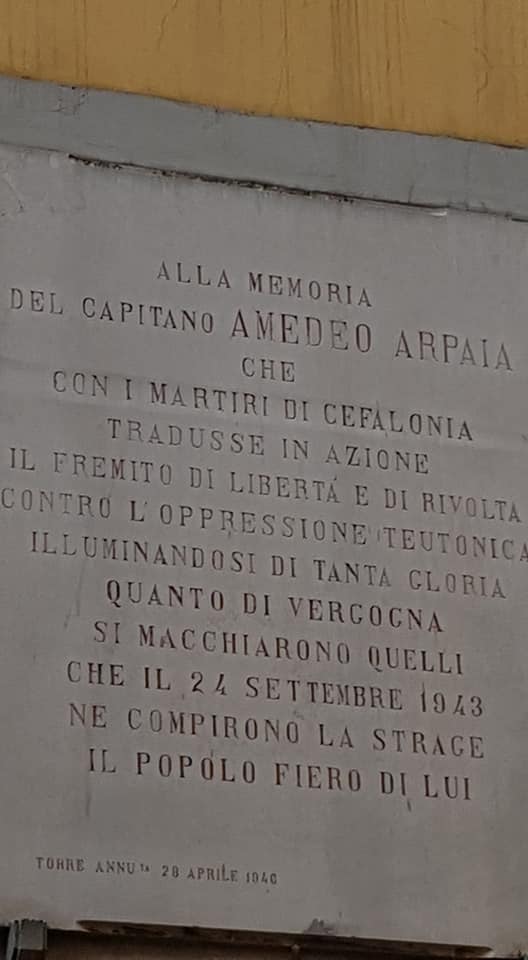 ALLA MEMORIA
DEL CAPITANO AMEDEO ARPAIA
CHE
CON I MARTIRI DI CEFALONIA
TRADUSSE IN AZIONE
IL FREMITO DI LIBERTÁ E DI RIVOLTA
CONTRO L'OPPRESSIONE TEUTONICA
ILLUMINANDOSI DI TANTA GLORIA
QUANTO DI VERGOGNA
SI MACCHIARONO QUELLI
CHE IL 24 SETTEMBRE 1943
NE COMPIRONO LA STRAGE
IL POPOLO FIERO DI LUI
TORRE ANNU.TA 28 APRILE 1946